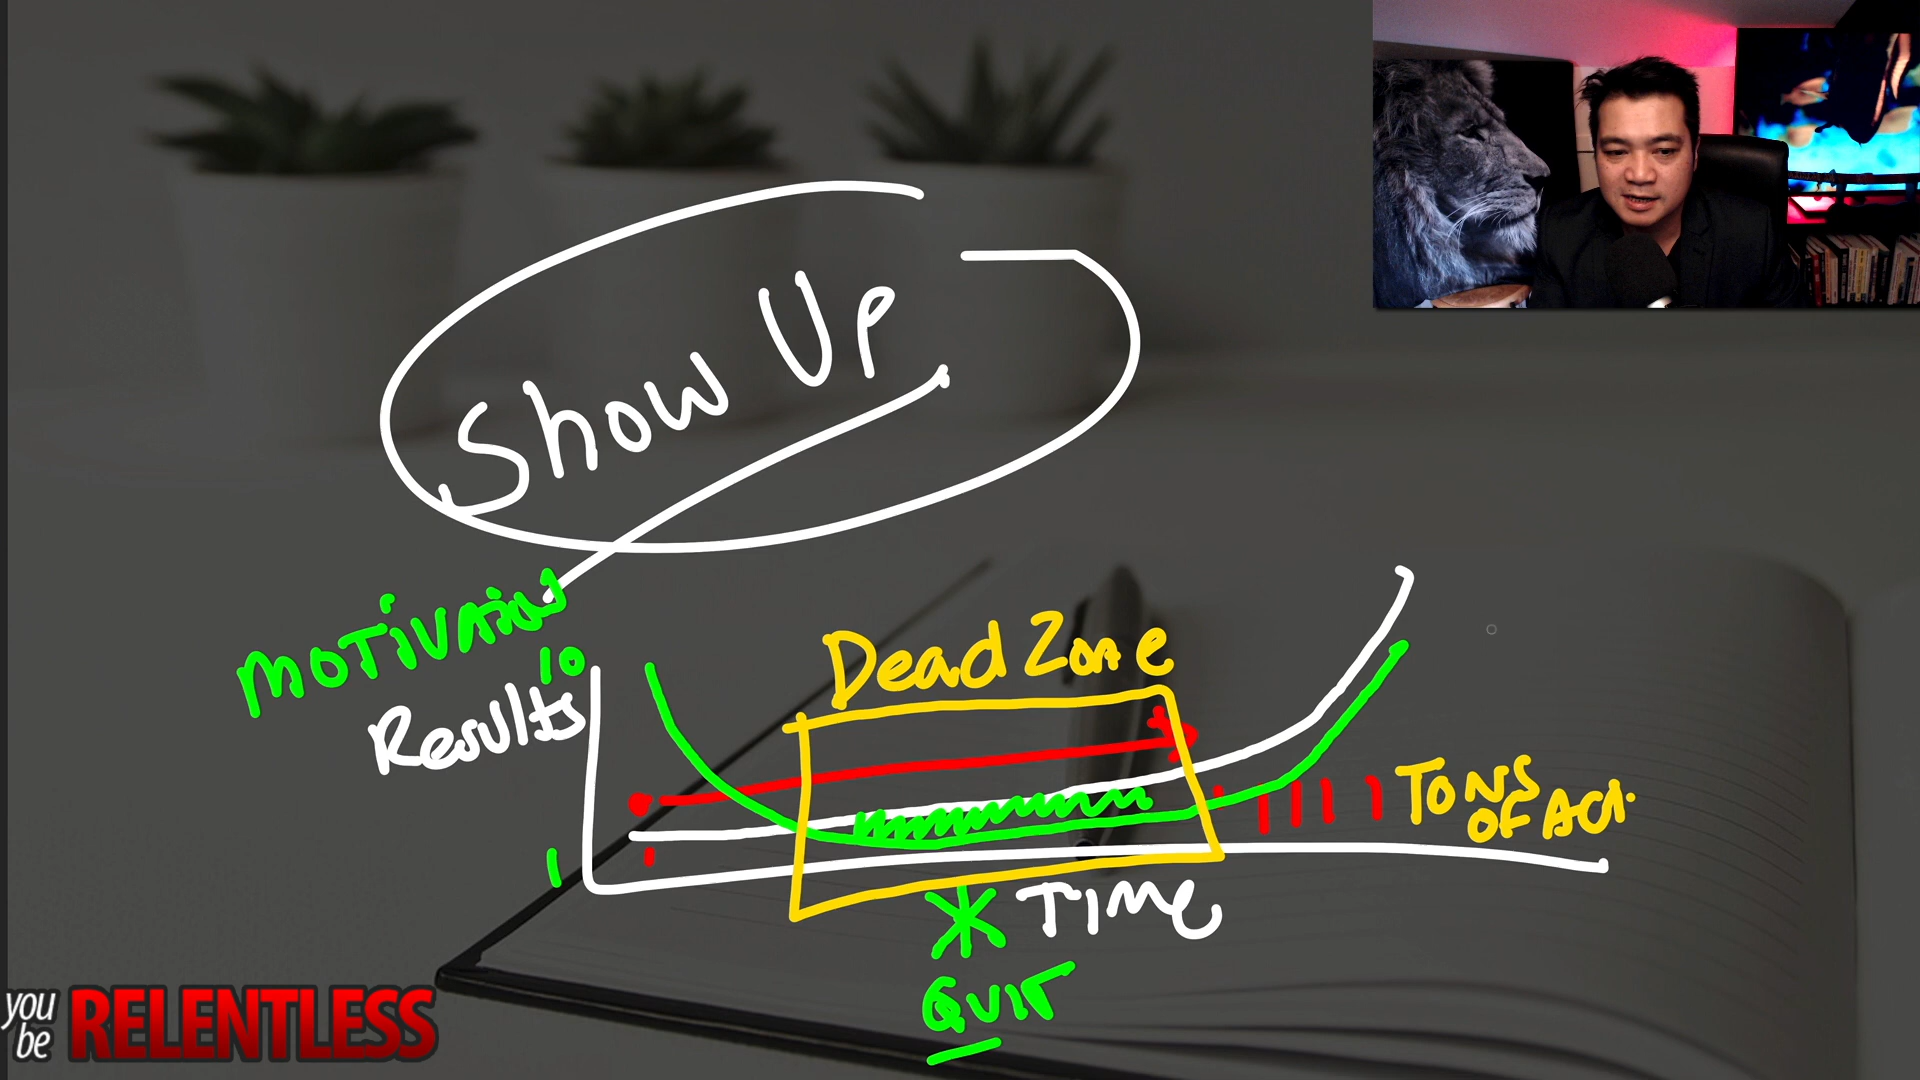 Show Up
MOTIVATION
10
Results
Dead Zone
TONS
OF ACT.
1
TIME
QUIT
you
be RELENTLESS